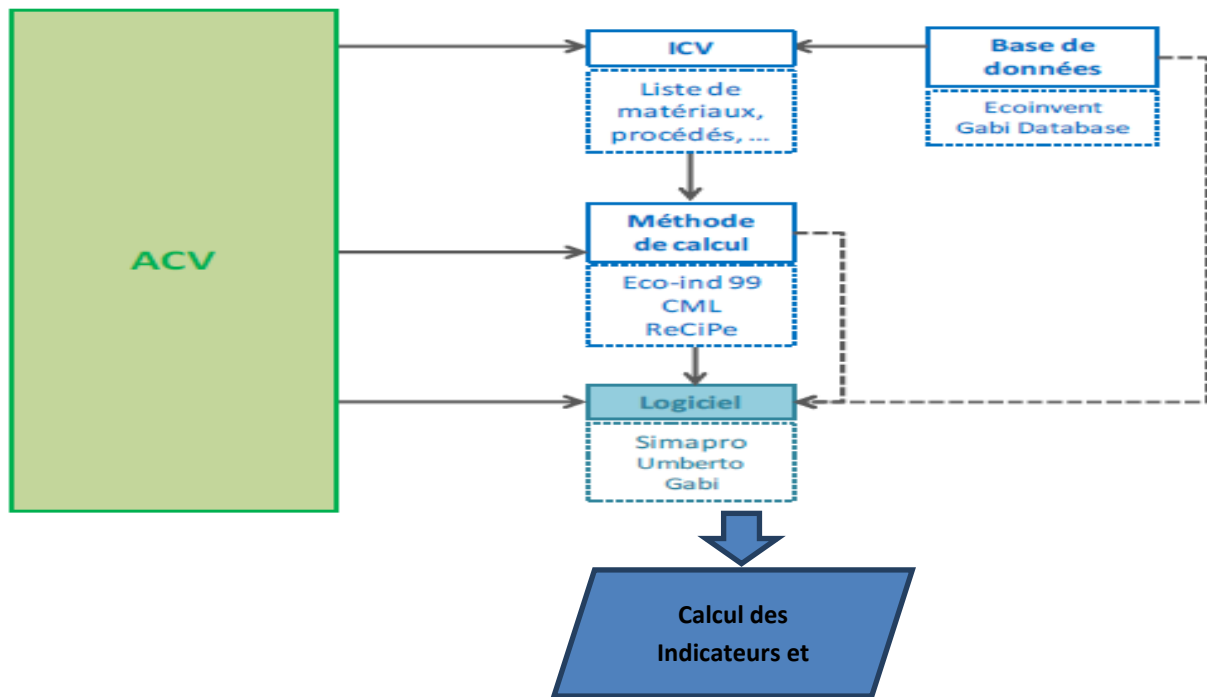 ACV
ICV
Liste de
matériaux,
procédés, ...
Base de
données
Ecoinvent
Gabi Database
Méthode
de calcul
Eco-ind 99
CML
ReCiPe
Logiciel
Simapro
Umberto
Gabi
Calcul des
Indicateurs et